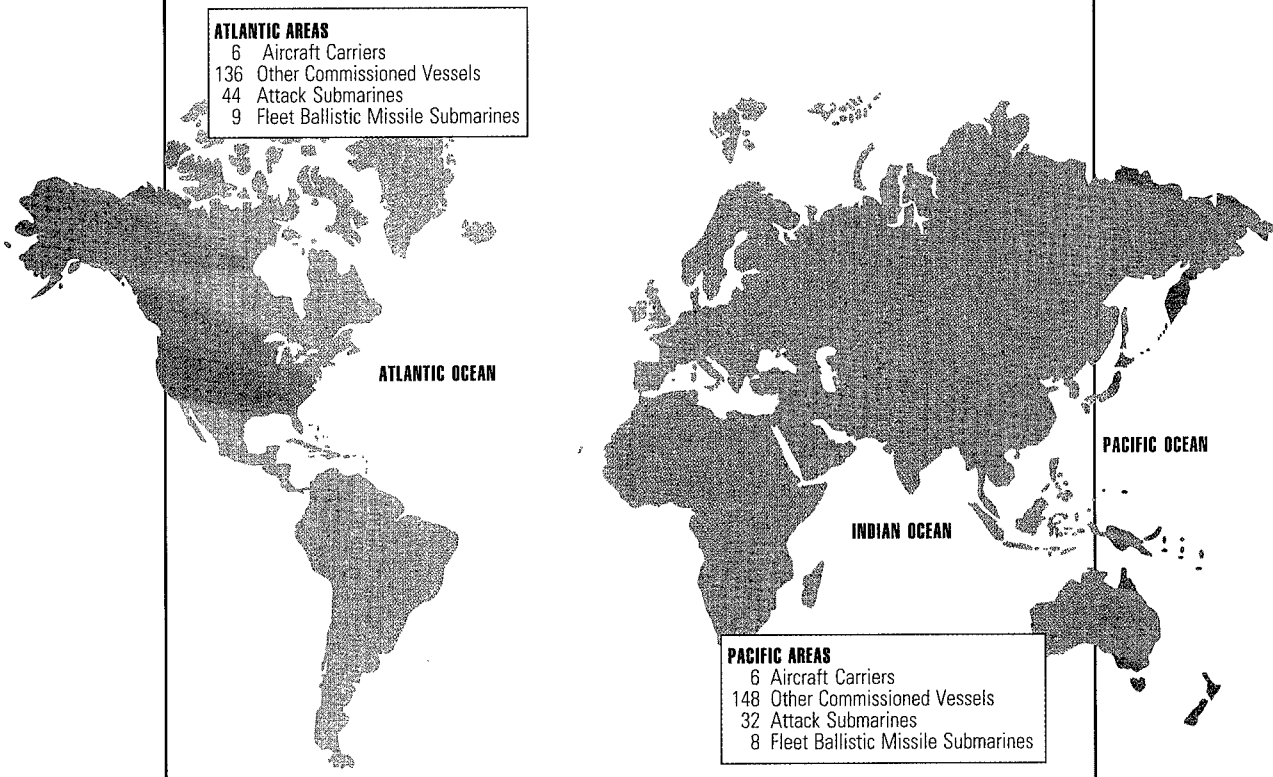 ATLANTIC AREAS
6 Aircraft Carriers
136 Other Commissioned Vessels
44 Attack Submarines
9 Fleet Ballistic Missile Submarines
ATLANTIC OCEAN
PACIFIC OCEAN
INDIAN OCEAN
PACIFIC AREAS
6 Aircraft Carriers
148 Other Commissioned Vessels
32 Attack Submarines
8 Fleet Ballistic Missile Submarines